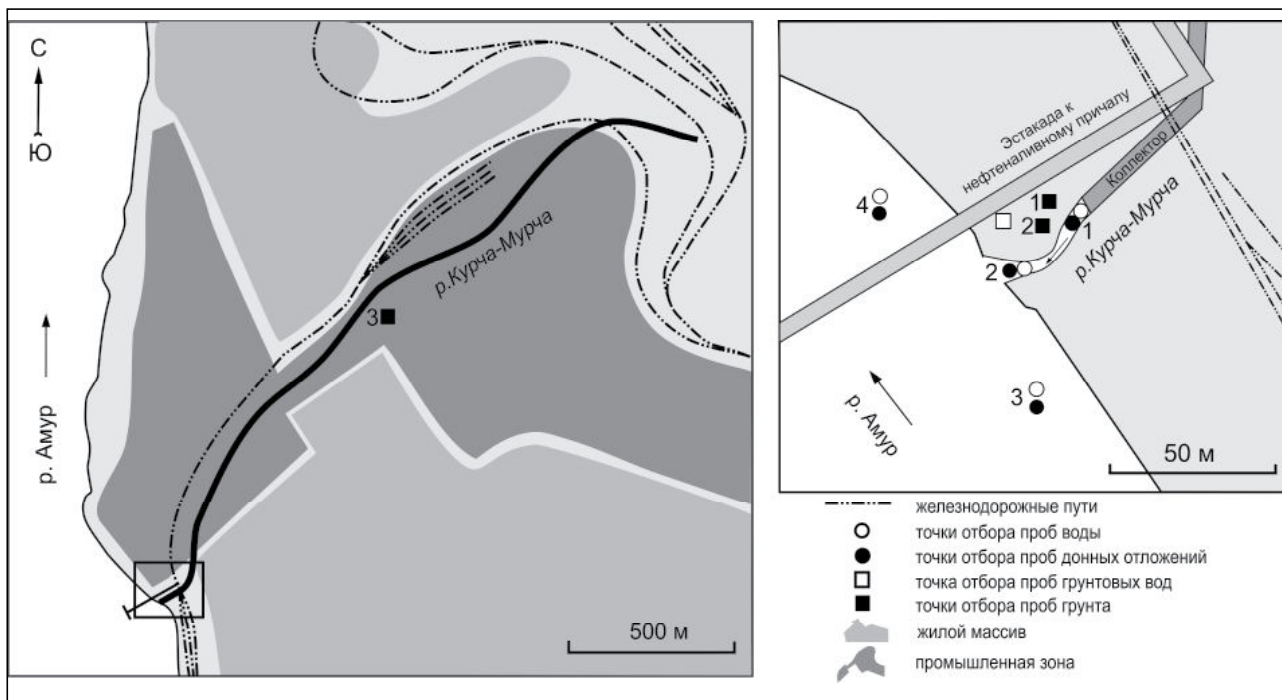 С
Ю
р. Амур
р.Курча-Мурча
3
500 м
Эстакада к
нефтеналивному причалу
Коллектор
р.Курча-Мурча
4
1
2
1
2
3
р. Амур
50 м
железнодорожные пути
точки отбора проб воды
точки отбора проб донных отложений
точка отбора проб грунтовых вод
точки отбора проб грунта
жилой массив
промышленная зона